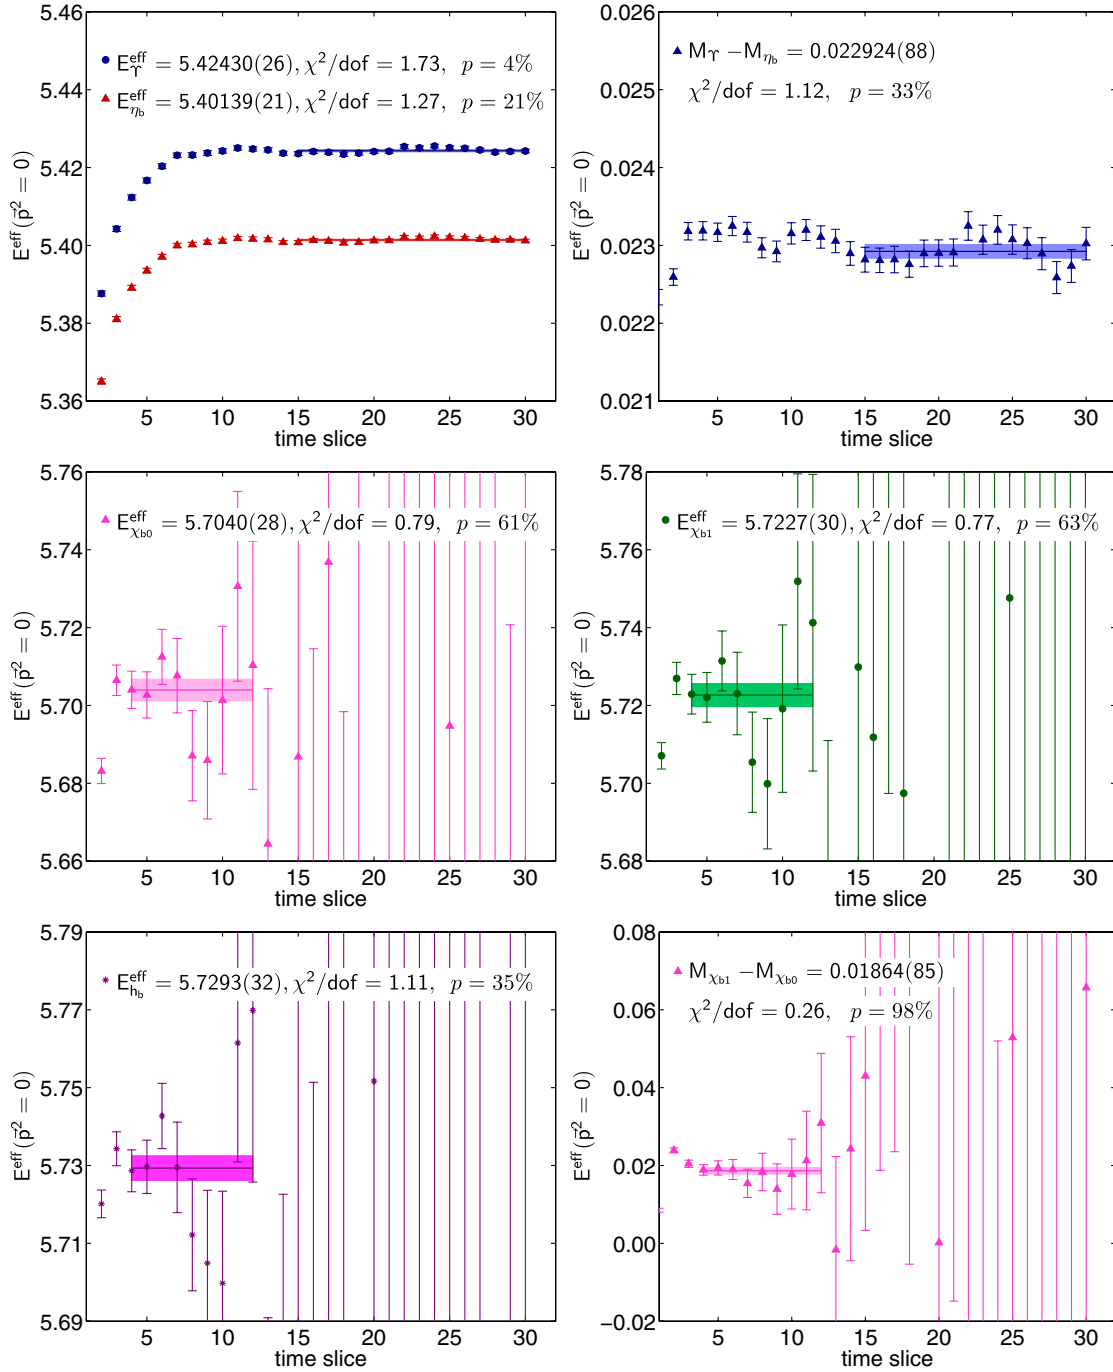 5.46
5.44
5.42
5.40
5.38
5.36
E^eff(p⃗² = 0)
E^eff_ϒ = 5.42430(26), χ²/dof = 1.73, p = 4%
E^eff_ηb = 5.40139(21), χ²/dof = 1.27, p = 21%
5 10 15 20 25 30
time slice
0.026
0.025
0.024
0.023
0.022
0.021
E^eff(p⃗² = 0)
M_ϒ − M_ηb = 0.022924(88)
χ²/dof = 1.12, p = 33%
5 10 15 20 25 30
time slice
5.76
5.74
5.72
5.70
5.68
5.66
E^eff(p⃗² = 0)
E^eff_χb0 = 5.7040(28), χ²/dof = 0.79, p = 61%
5 10 15 20 25 30
time slice
5.78
5.76
5.74
5.72
5.70
5.68
E^eff(p⃗² = 0)
E^eff_χb1 = 5.7227(30), χ²/dof = 0.77, p = 63%
5 10 15 20 25 30
time slice
5.79
5.77
5.75
5.73
5.71
5.69
E^eff(p⃗² = 0)
E^eff_hb = 5.7293(32), χ²/dof = 1.11, p = 35%
5 10 15 20 25 30
time slice
0.08
0.06
0.04
0.02
0.00
−0.02
E^eff(p⃗² = 0)
M_χb1 − M_χb0 = 0.01864(85)
χ²/dof = 0.26, p = 98%
5 10 15 20 25 30
time slice